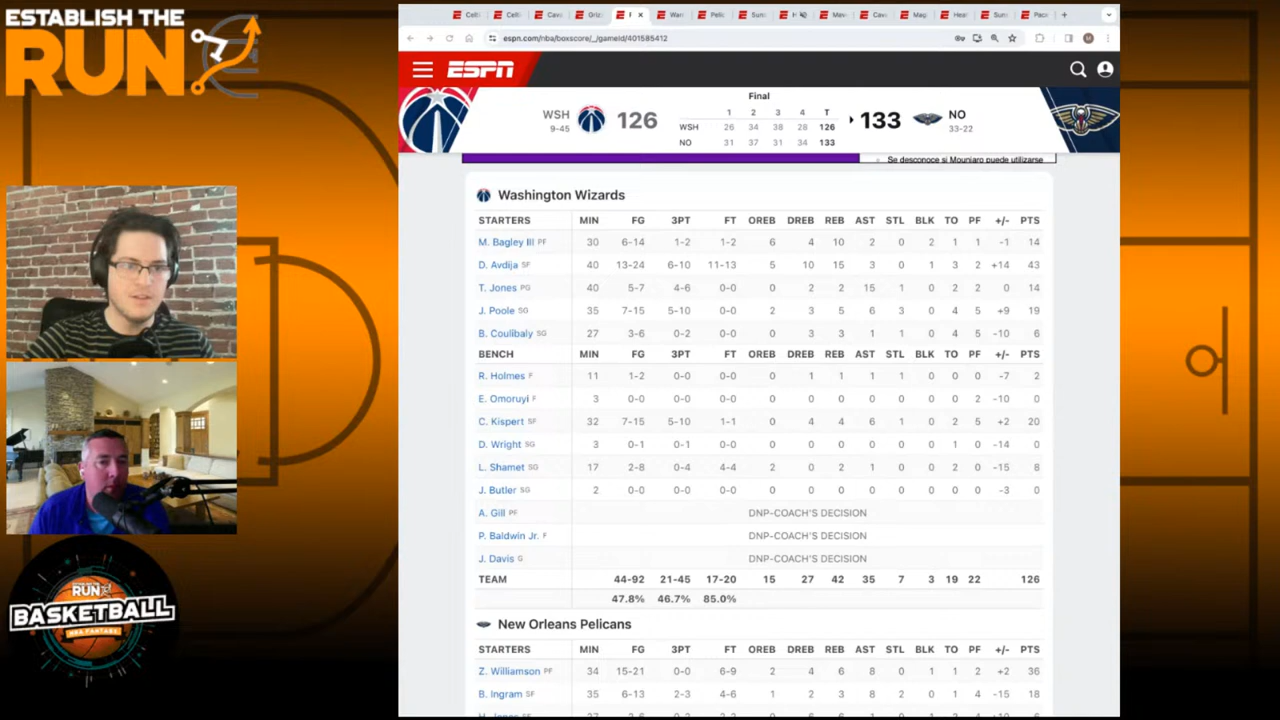 ESTABLISH THE
RUN
Celti
Celti
Cava
Griz
Warr
Pelic
Suns
Mave
Cava
Mag
Heat
Suns
Pace
espn.com/nba/boxscore/_/gameId/401585412
ESPN
Final
WSH
9-45
126
1 2 3 4 T
WSH 26 34 38 28 126
NO 31 37 31 34 133
133
NO
33-22
Se desconoce si Mouniaro puede utilizarse
Washington Wizards
STARTERS MIN FG 3PT FT OREB DREB REB AST STL BLK TO PF +/- PTS
M. Bagley III PF 30 6-14 1-2 1-2 6 4 10 2 0 2 1 1 -1 14
D. Avdija SF 40 13-24 6-10 11-13 5 10 15 3 0 1 3 2 +14 43
T. Jones PG 40 5-7 4-6 0-0 0 2 2 15 1 0 2 2 0 14
J. Poole SG 35 7-15 5-10 0-0 2 3 5 6 3 0 4 5 +9 19
B. Coulibaly SG 27 3-6 0-2 0-0 0 3 3 1 1 0 4 5 -10 6
BENCH MIN FG 3PT FT OREB DREB REB AST STL BLK TO PF +/- PTS
R. Holmes F 11 1-2 0-0 0-0 0 1 1 1 1 0 0 0 -7 2
E. Omoruyi F 3 0-0 0-0 0-0 0 0 0 0 0 0 0 2 -10 0
C. Kispert SF 32 7-15 5-10 1-1 0 4 4 6 1 0 2 5 +2 20
D. Wright SG 3 0-1 0-1 0-0 0 0 0 0 0 0 1 0 -14 0
L. Shamet SG 17 2-8 0-4 4-4 2 0 2 1 0 0 2 0 -15 8
J. Butler SG 2 0-0 0-0 0-0 0 0 0 0 0 0 0 0 -3 0
A. Gill PF DNP-COACH'S DECISION
P. Baldwin Jr. F DNP-COACH'S DECISION
J. Davis G DNP-COACH'S DECISION
TEAM 44-92 21-45 17-20 15 27 42 35 7 3 19 22 126
47.8% 46.7% 85.0%
New Orleans Pelicans
STARTERS MIN FG 3PT FT OREB DREB REB AST STL BLK TO PF +/- PTS
Z. Williamson PF 34 15-21 0-0 6-9 2 4 6 8 0 1 1 2 +2 36
B. Ingram SF 35 6-13 2-3 4-6 1 2 3 8 2 0 1 4 -15 18
ESTABLISH THE
RUN
BASKETBALL
NBA FANTASY